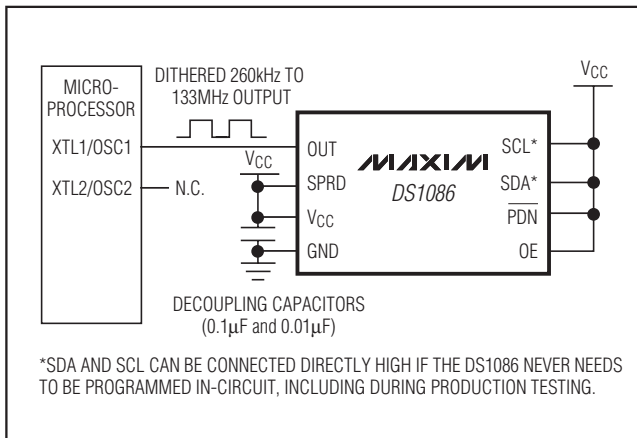 MICRO-
PROCESSOR
XTL1/OSC1
XTL2/OSC2
N.C.
DITHERED 260kHz TO
133MHz OUTPUT
VCC
OUT
SPRD
VCC
GND
MAXIM
DS1086
SCL*
SDA*
PDN
OE
VCC
DECOUPLING CAPACITORS
(0.1µF and 0.01µF)
*SDA AND SCL CAN BE CONNECTED DIRECTLY HIGH IF THE DS1086 NEVER NEEDS
TO BE PROGRAMMED IN-CIRCUIT, INCLUDING DURING PRODUCTION TESTING.